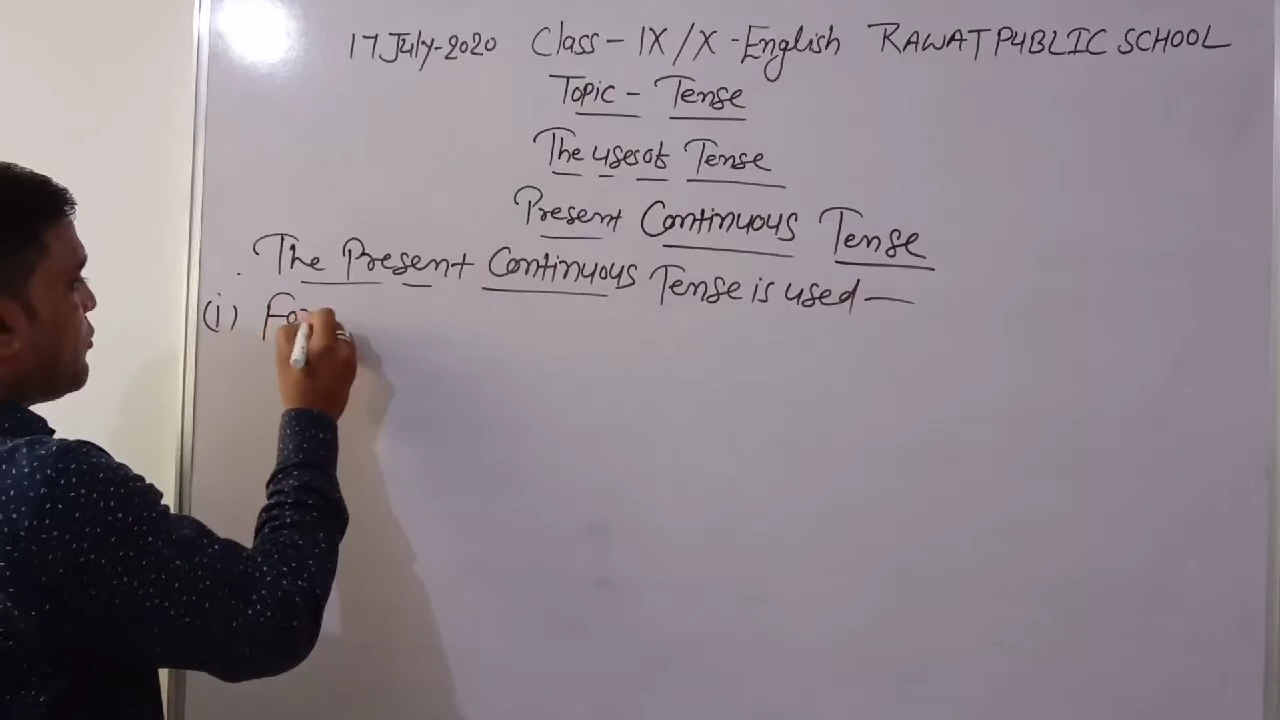 17 July-2020 Class - IX/X - English RAWAT PUBLIC SCHOOL
Topic - Tense
The uses of Tense
Present Continuous Tense
The Present Continuous Tense is used —
(i) Fo